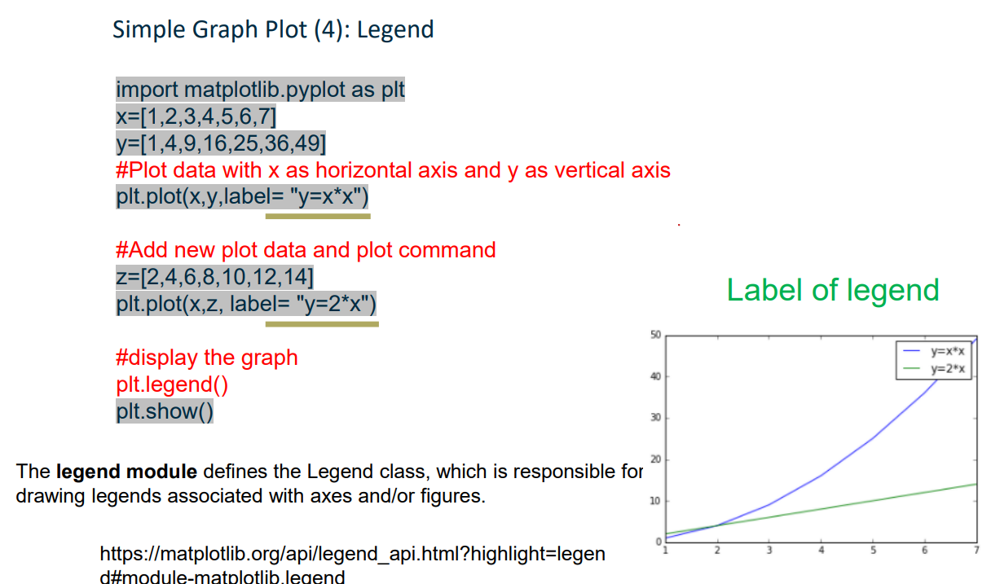 Simple Graph Plot (4): Legend
import matplotlib.pyplot as plt
x=[1,2,3,4,5,6,7]
y=[1,4,9,16,25,36,49]
#Plot data with x as horizontal axis and y as vertical axis
plt.plot(x,y,label= "y=x*x")
#Add new plot data and plot command
z=[2,4,6,8,10,12,14]
plt.plot(x,z, label= "y=2*x")
#display the graph
plt.legend()
plt.show()
The legend module defines the Legend class, which is responsible for
drawing legends associated with axes and/or figures.
https://matplotlib.org/api/legend_api.html?highlight=legen
d#module-matplotlib.legend
Label of legend
50
40
30
20
10
0
1 2 3 4 5 6 7
y=x*x
y=2*x